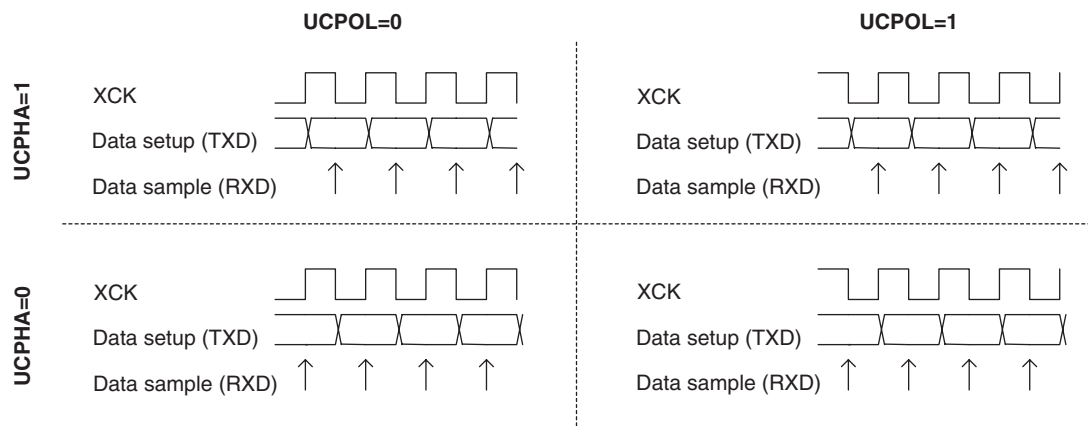 UCPOL=0
UCPOL=1
UCPHA=1
XCK
Data setup (TXD)
Data sample (RXD)
XCK
Data setup (TXD)
Data sample (RXD)
UCPHA=0
XCK
Data setup (TXD)
Data sample (RXD)
XCK
Data setup (TXD)
Data sample (RXD)